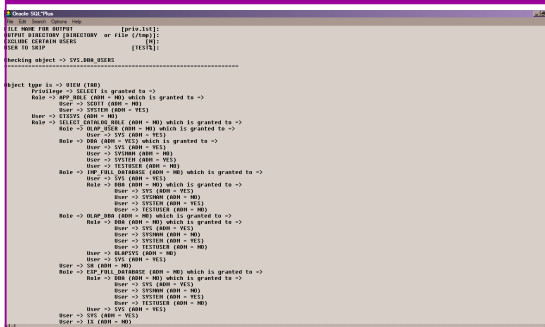 Oracle SQL*Plus
File Edit Search Options Help
FILE NAME FOR OUTPUT [priv.lst]:
OUTPUT DIRECTORY [DIRECTORY or file (/tmp)]:
EXCLUDE CERTAIN USERS [N]:
USER TO SKIP [TEST%]:
Checking object => SYS.DBA_USERS
====================================================================
Object type is => VIEW (TAB)
Privilege => SELECT is granted to =>
Role => APP_ROLE (ADM = NO) which is granted to =>
User => SCOTT (ADM = NO)
User => SYSTEM (ADM = YES)
User => CTXSYS (ADM = NO)
Role => SELECT_CATALOG_ROLE (ADM = NO) which is granted to =>
Role => OLAP_USER (ADM = NO) which is granted to =>
User => SYS (ADM = YES)
Role => DBA (ADM = YES) which is granted to =>
User => SYS (ADM = YES)
User => SYSMAN (ADM = NO)
User => SYSTEM (ADM = YES)
User => TESTUSER (ADM = NO)
Role => IMP_FULL_DATABASE (ADM = NO) which is granted to =>
User => SYS (ADM = YES)
Role => DBA (ADM = NO) which is granted to =>
User => SYS (ADM = YES)
User => SYSMAN (ADM = NO)
User => SYSTEM (ADM = YES)
User => TESTUSER (ADM = NO)
Role => OLAP_DBA (ADM = NO) which is granted to =>
Role => DBA (ADM = NO) which is granted to =>
User => SYS (ADM = YES)
User => SYSMAN (ADM = NO)
User => SYSTEM (ADM = YES)
User => TESTUSER (ADM = NO)
User => OLAPSYS (ADM = NO)
User => SYS (ADM = YES)
User => SH (ADM = NO)
Role => EXP_FULL_DATABASE (ADM = NO) which is granted to =>
Role => DBA (ADM = NO) which is granted to =>
User => SYS (ADM = YES)
User => SYSMAN (ADM = NO)
User => SYSTEM (ADM = YES)
User => TESTUSER (ADM = NO)
User => SYS (ADM = YES)
User => SYS (ADM = YES)
User => IX (ADM = NO)